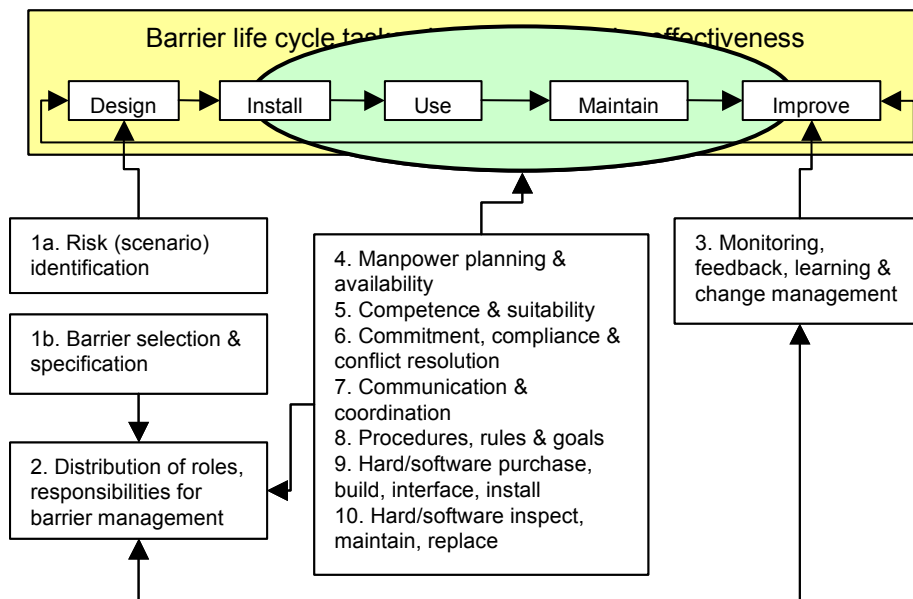 Barrier life cycle effectiveness
Design
Install
Use
Maintain
Improve
1a. Risk (scenario)
identification
1b. Barrier selection &
specification
2. Distribution of roles,
responsibilities for
barrier management
4. Manpower planning &
availability
5. Competence & suitability
6. Commitment, compliance &
conflict resolution
7. Communication &
coordination
8. Procedures, rules & goals
9. Hard/software purchase,
build, interface, install
10. Hard/software inspect,
maintain, replace
3. Monitoring,
feedback, learning &
change management